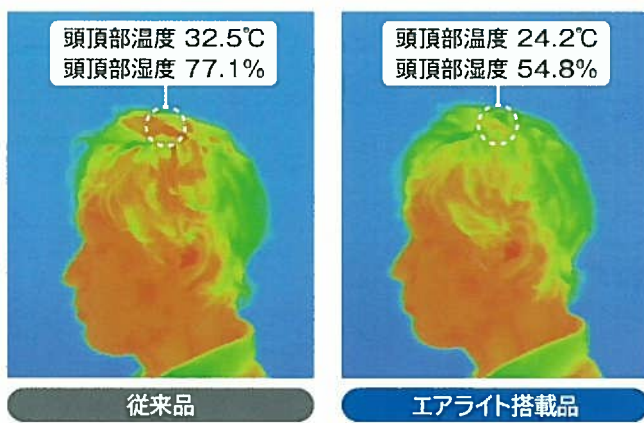 頭頂部温度 32.5℃
頭頂部湿度 77.1%
頭頂部温度 24.2℃
頭頂部湿度 54.8%
従来品
エアライト搭載品